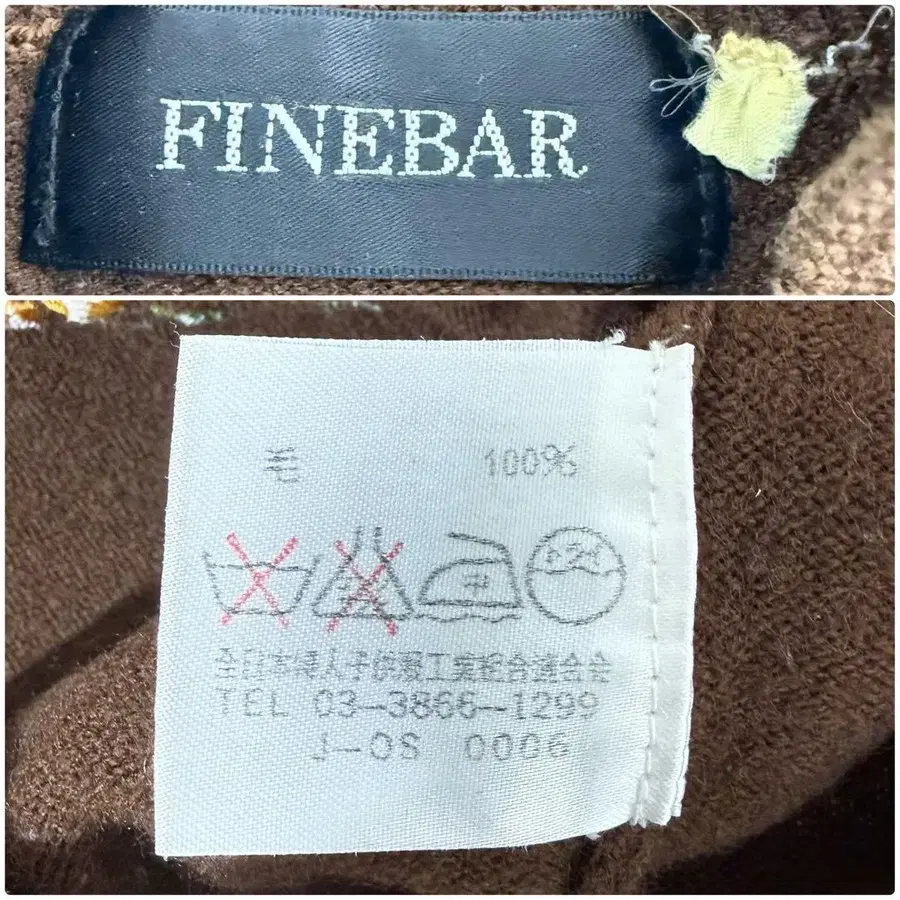 FINEBAR
毛 100%
中
全日本婦人子供服工業組合連合会
TEL 03-3866-1299
J-OS 0006